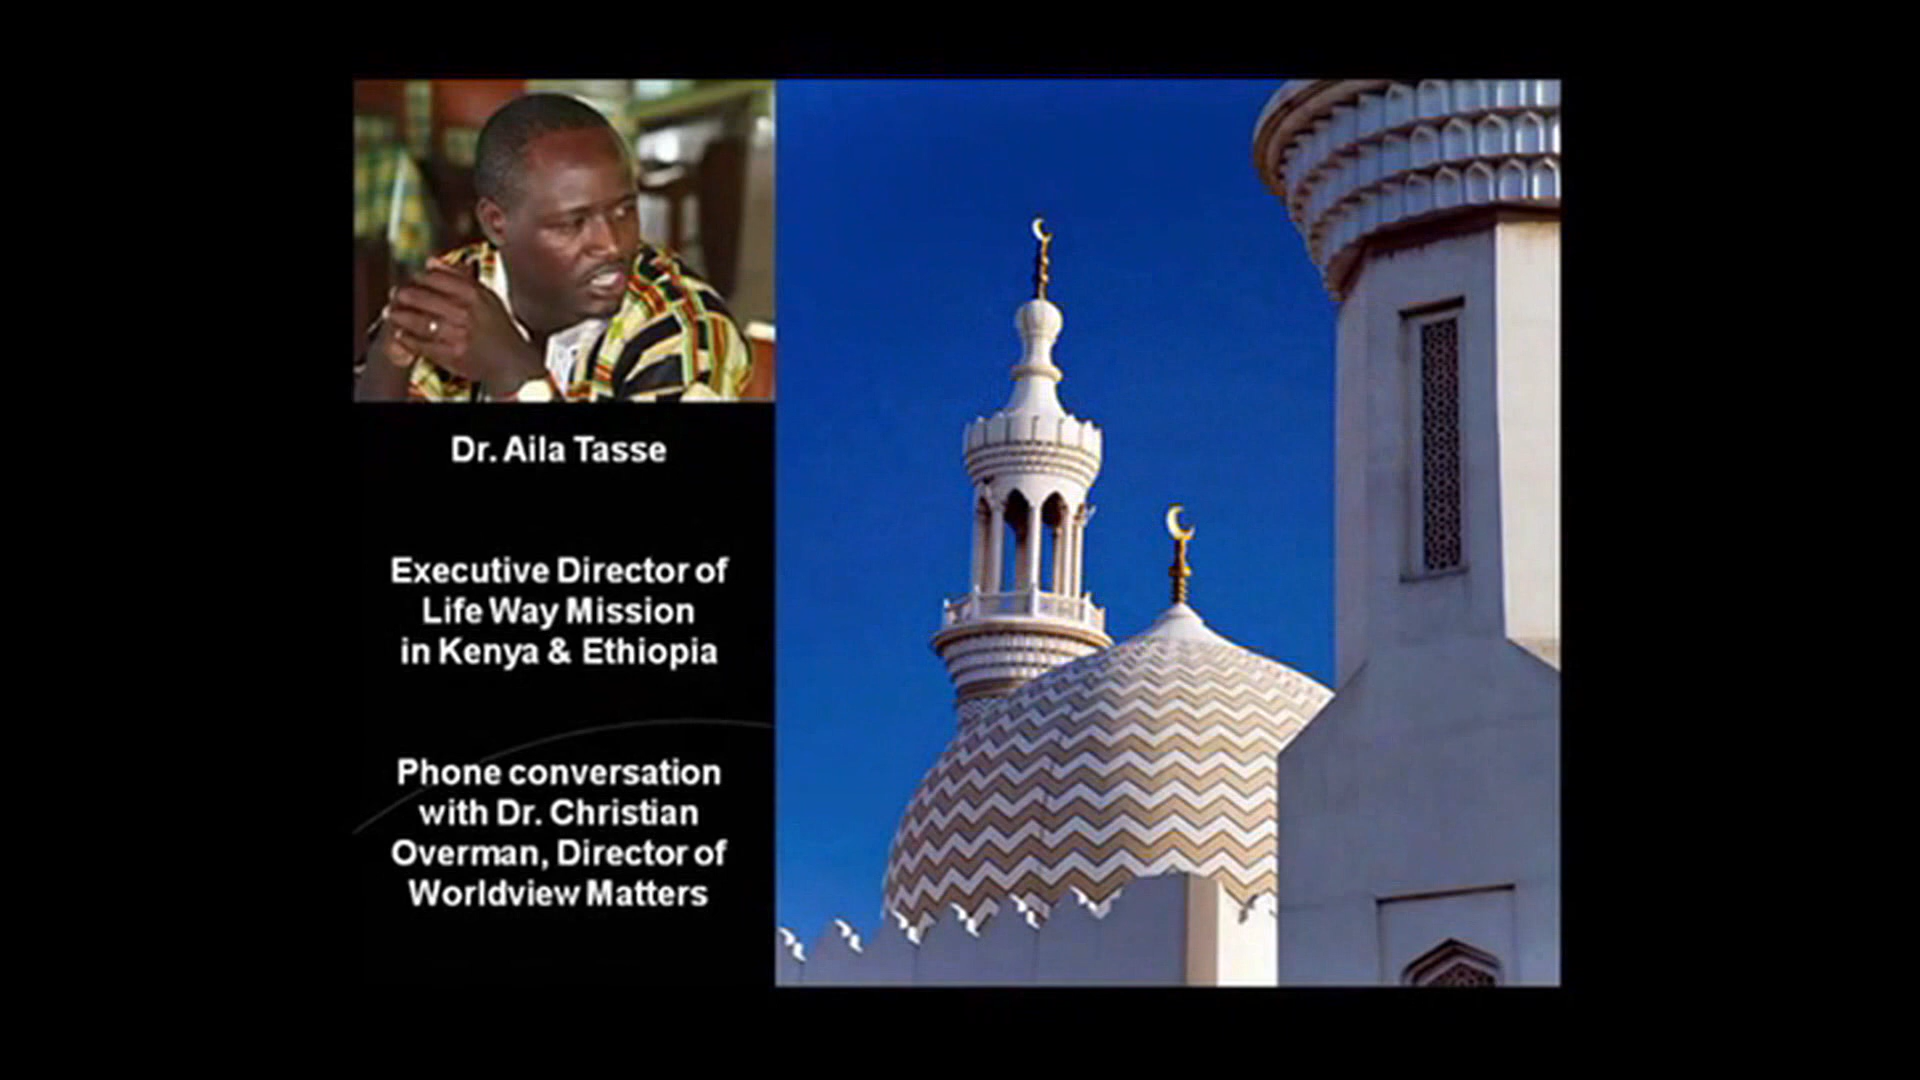 Dr. Aila Tasse
Executive Director of
Life Way Mission
in Kenya & Ethiopia
Phone conversation
with Dr. Christian
Overman, Director of
Worldview Matters